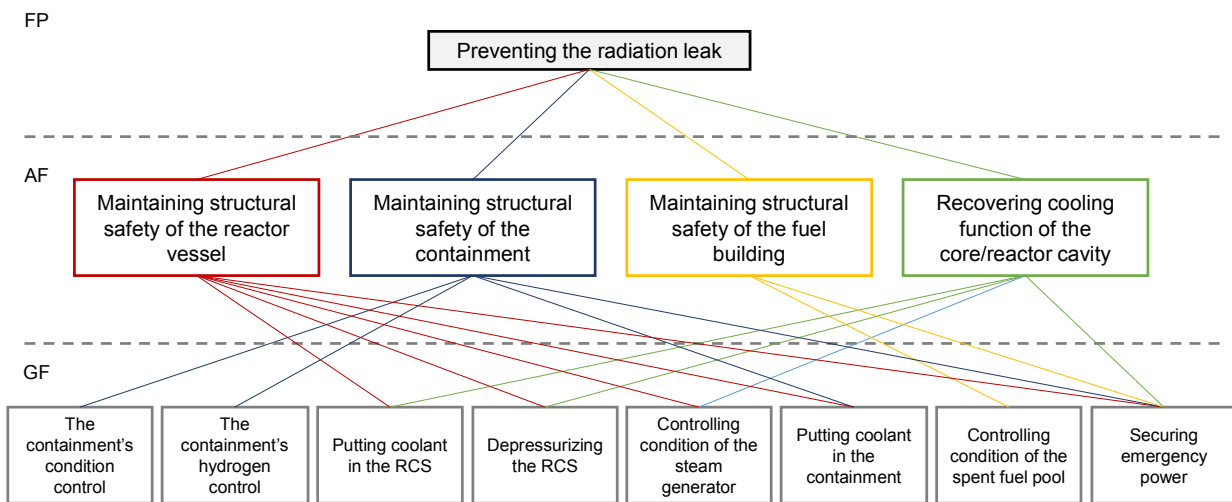 FP
Preventing the radiation leak
AF
Maintaining structural
safety of the reactor
vessel
Maintaining structural
safety of the
containment
Maintaining structural
safety of the fuel
building
Recovering cooling
function of the
core/reactor cavity
GF
The
containment's
condition
control
The
containment's
hydrogen
control
Putting coolant
in the RCS
Depressurizing
the RCS
Controlling
condition of the
steam
generator
Putting coolant
in the
containment
Controlling
condition of the
spent fuel pool
Securing
emergency
power